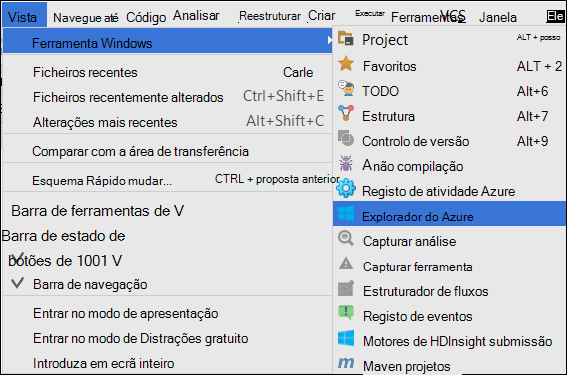 Vista Navegue até Código Analisar Reestruturar Criar Executar Ferramentas VCS Janela Ele
Ferramenta Windows
Ficheiros recentes Carle
Ficheiros recentemente alterados Ctrl+Shift+E
Alterações mais recentes Alt+Shift+C
Comparar com a área de transferência
Esquema Rápido mudar... CTRL + proposta anterior
Barra de ferramentas de V
Barra de estado de
botões de 1001 V
Barra de navegação
Entrar no modo de apresentação
Entrar no modo de Distrações gratuito
Introduza em ecrã inteiro
Project ALT + posso
Favoritos ALT + 2
TODO Alt+6
Estrutura Alt+7
Controlo de versão Alt+9
Anão compilação
Registo de atividade Azure
Explorador do Azure
Capturar análise
Capturar ferramenta
Estruturador de fluxos
Registo de eventos
Motores de HDInsight submissão
Maven projetos